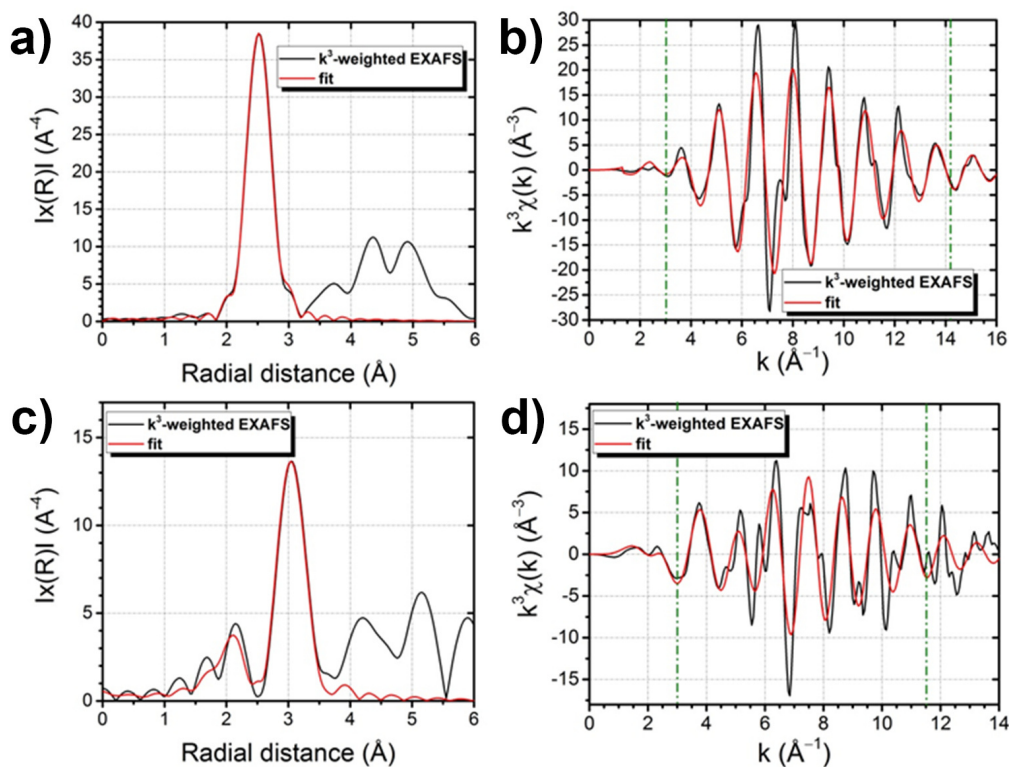 a)
40
35
30
25
20
15
10
5
0
Ix(R)I (A⁻⁴)
k³-weighted EXAFS
fit
0 1 2 3 4 5 6
Radial distance (Å)
b)
30
25
20
15
10
5
0
-5
-10
-15
-20
-25
-30
k³χ(k) (Å⁻³)
k³-weighted EXAFS
fit
0 2 4 6 8 10 12 14 16
k (Å⁻¹)
c)
15
10
5
0
Ix(R)I (A⁻⁴)
k³-weighted EXAFS
fit
0 1 2 3 4 5 6
Radial distance (Å)
d)
15
10
5
0
-5
-10
-15
k³χ(k) (Å⁻³)
k³-weighted EXAFS
fit
0 2 4 6 8 10 12 14
k (Å⁻¹)